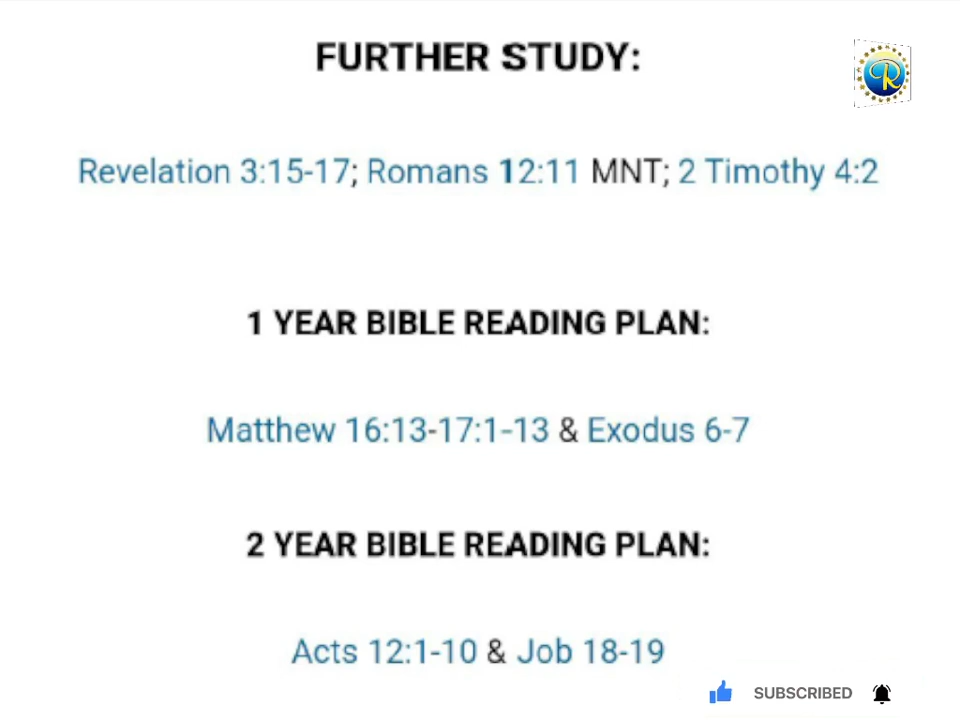 FURTHER STUDY:
R
Revelation 3:15-17; Romans 12:11 MNT; 2 Timothy 4:2
1 YEAR BIBLE READING PLAN:
Matthew 16:13-17:1-13 & Exodus 6-7
2 YEAR BIBLE READING PLAN:
Acts 12:1-10 & Job 18-19
SUBSCRIBED